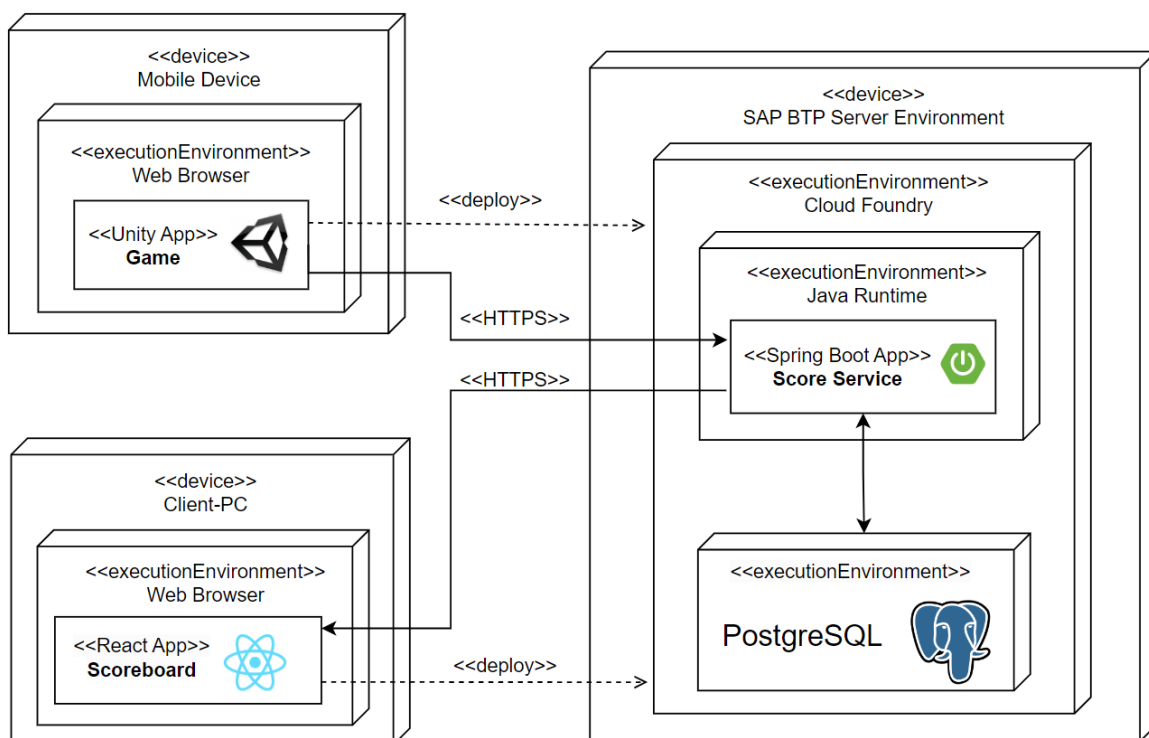 <<device>>
Mobile Device
<<executionEnvironment>>
Web Browser
<<Unity App>>
Game
<<deploy>>
<<HTTPS>>
<<HTTPS>>
<<device>>
SAP BTP Server Environment
<<executionEnvironment>>
Cloud Foundry
<<executionEnvironment>>
Java Runtime
<<Spring Boot App>>
Score Service
<<device>>
Client-PC
<<executionEnvironment>>
Web Browser
<<React App>>
Scoreboard
<<deploy>>
<<executionEnvironment>>
PostgreSQL